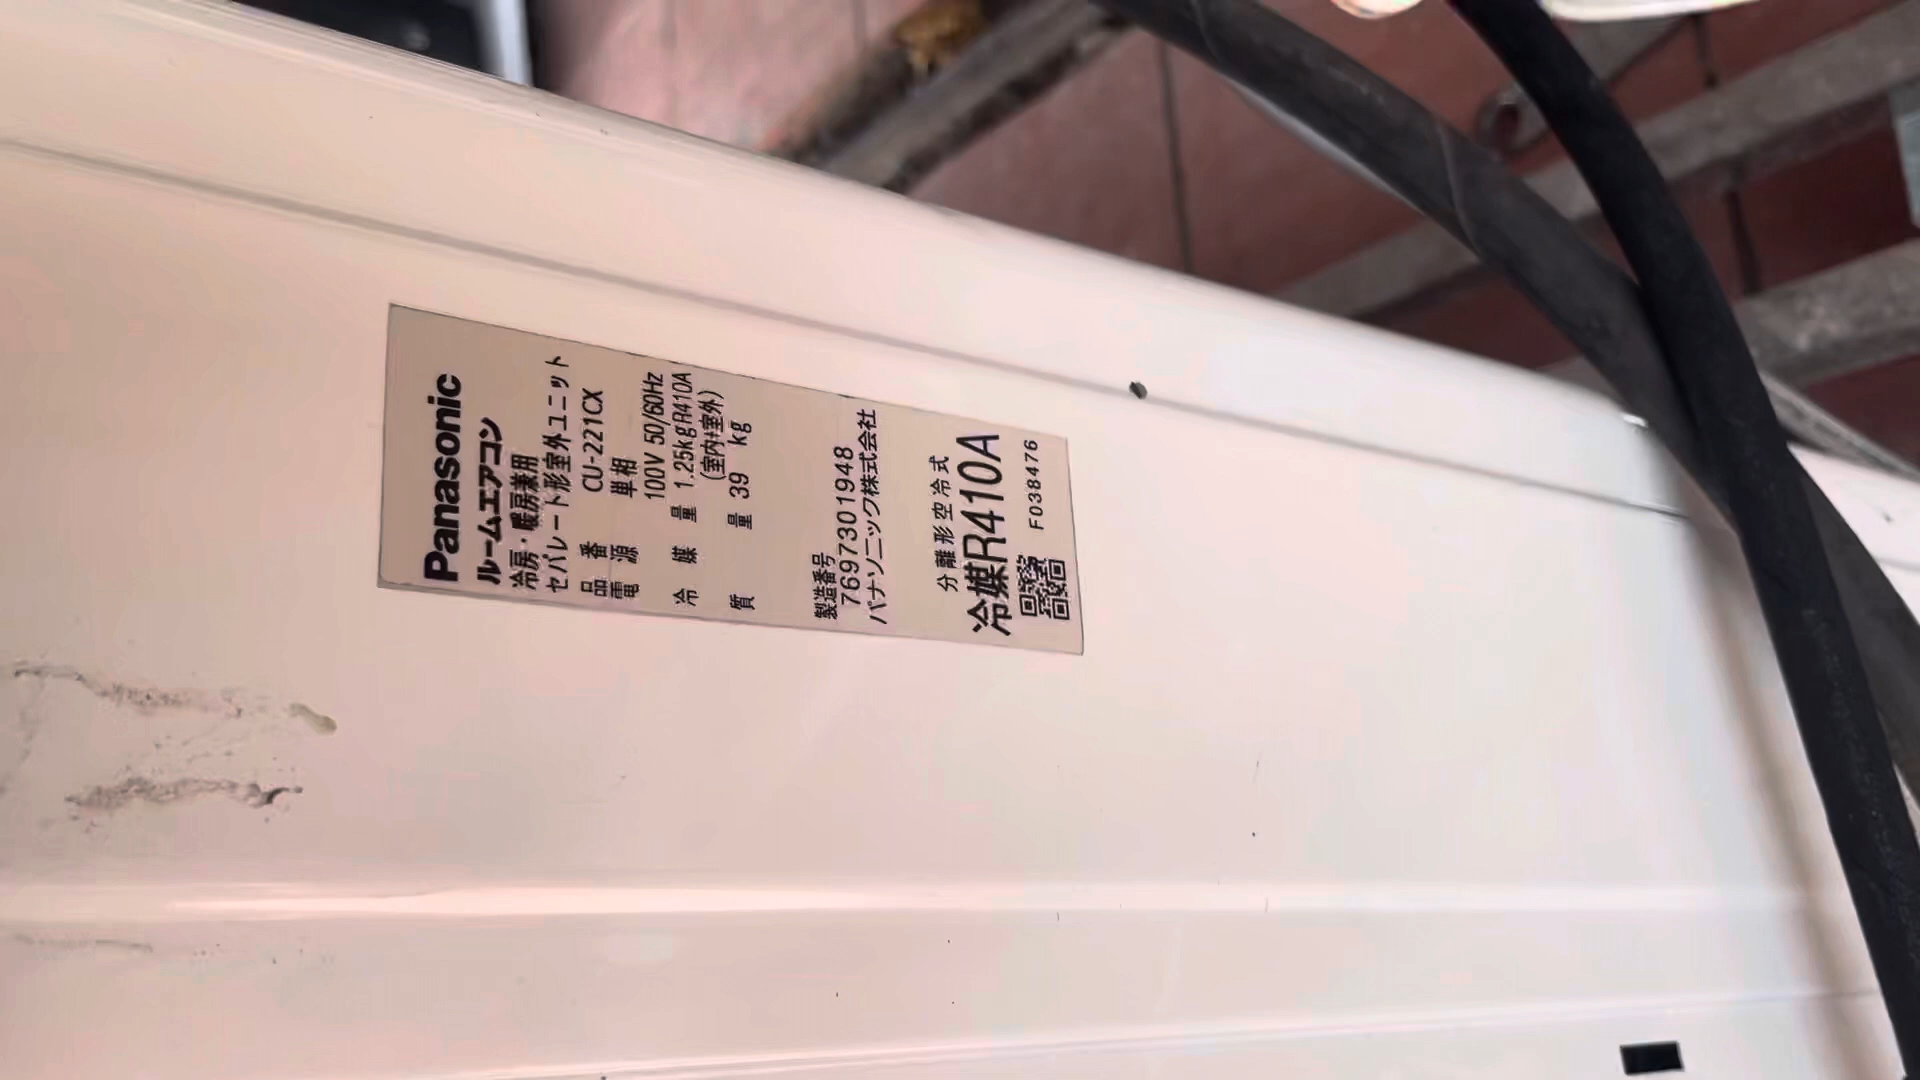 Panasonic
ルームエアコン
冷房・暖房兼用
セパレート形室外ユニット
品番 CU-221CX
電源 単相
100V 50/60Hz
冷媒量 1.25kg R410A
(室内+室外)
質量 39 kg
製造番号
7697301948
パナソニック株式会社
分離形空冷式
冷媒R410A
F038476